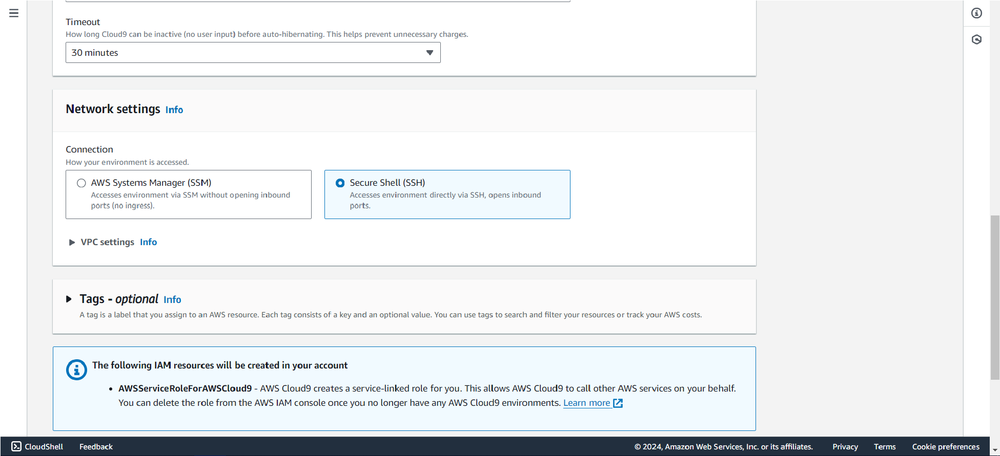 Timeout
How long Cloud9 can be inactive (no user input) before auto-hibernating. This helps prevent unnecessary charges.
30 minutes
Network settings Info
Connection
How your environment is accessed.
AWS Systems Manager (SSM)
Accesses environment via SSM without opening inbound
ports (no ingress).
Secure Shell (SSH)
Accesses environment directly via SSH, opens inbound
ports.
VPC settings Info
Tags - optional Info
A tag is a label that you assign to an AWS resource. Each tag consists of a key and an optional value. You can use tags to search and filter your resources or track your AWS costs.
The following IAM resources will be created in your account
• AWSServiceRoleForAWSCloud9 - AWS Cloud9 creates a service-linked role for you. This allows AWS Cloud9 to call other AWS services on your behalf.
You can delete the role from the AWS IAM console once you no longer have any AWS Cloud9 environments. Learn more
CloudShell Feedback © 2024, Amazon Web Services, Inc. or its affiliates. Privacy Terms Cookie preferences